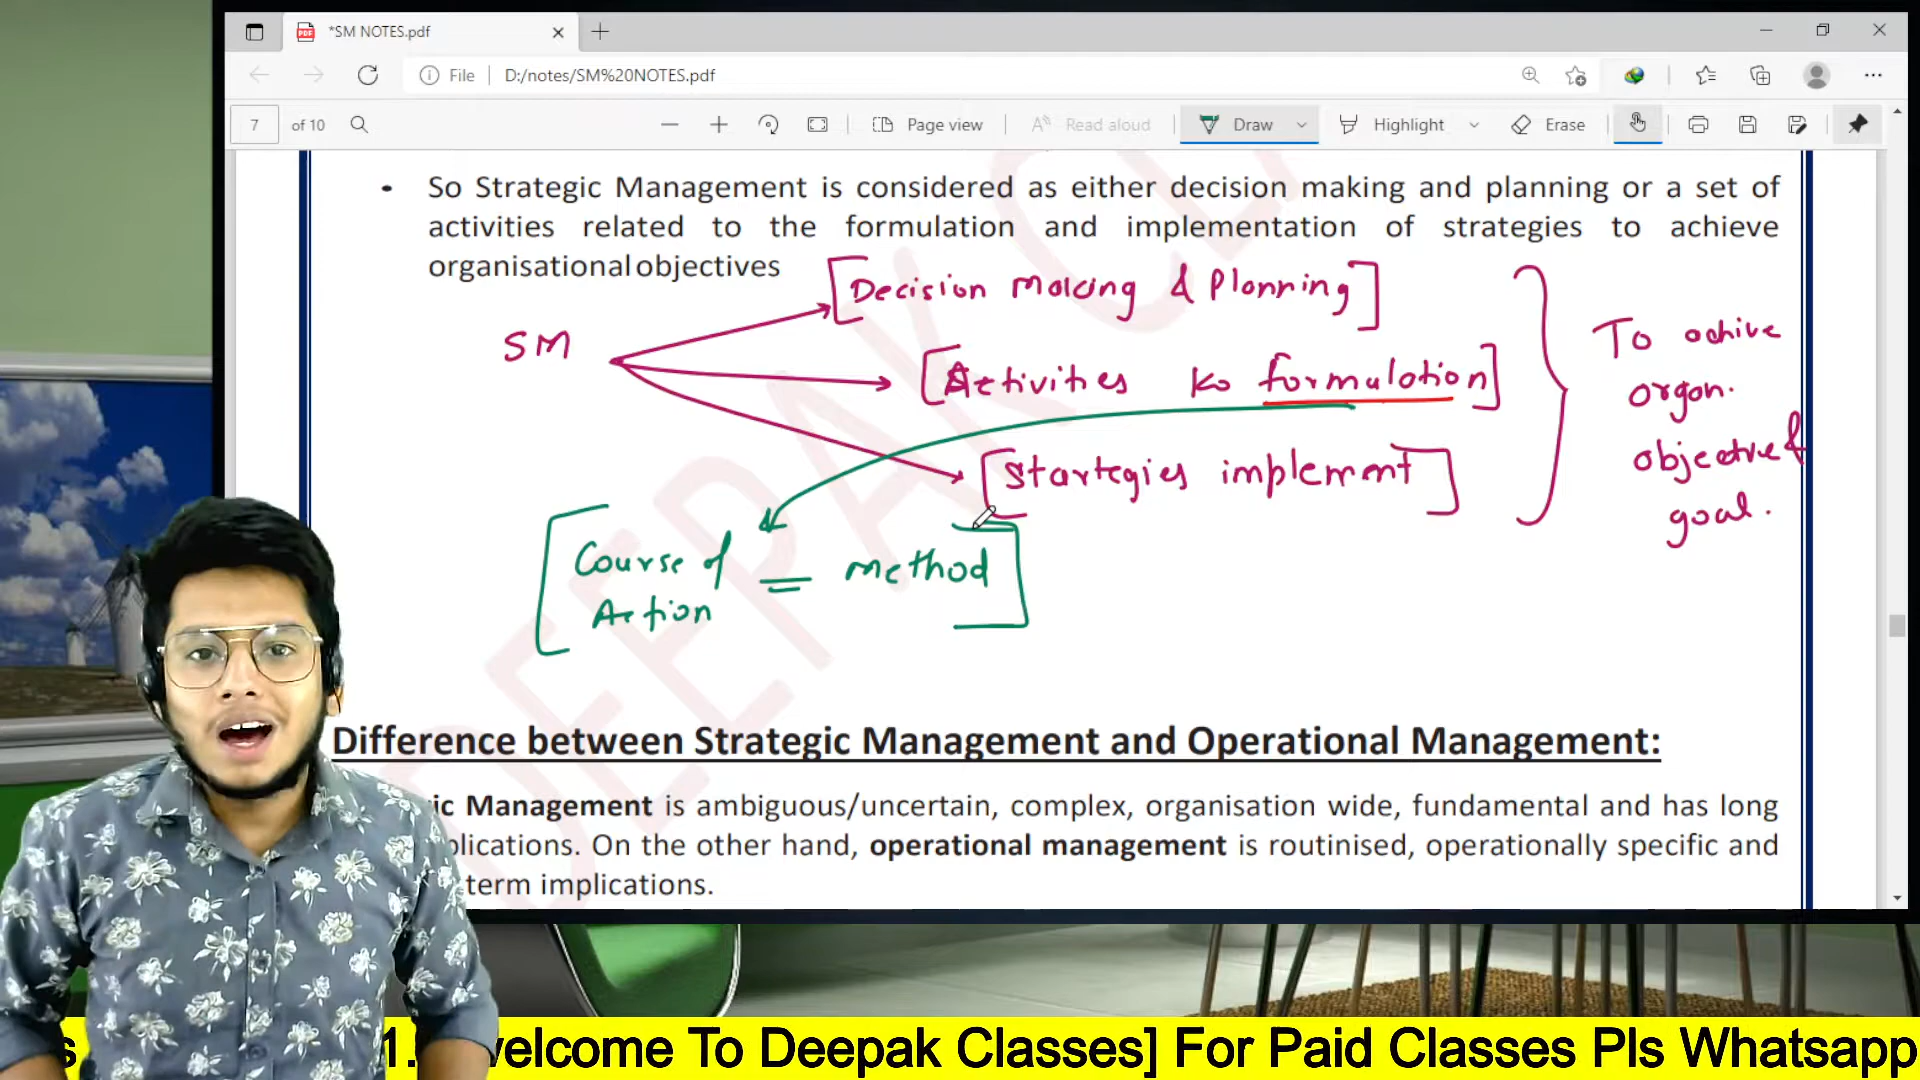 *SM NOTES.pdf
File D:/notes/SM%20NOTES.pdf
7 of 10 Page view Read aloud Draw Highlight Erase
• So Strategic Management is considered as either decision making and planning or a set of
activities related to the formulation and implementation of strategies to achieve
organisational objectives
[Decision Making & Planning]
SM
To achive
[Activities ko formulation]
organ.
objective &
[Startegies implement]
goal.
[Course of = method]
Action
DEEPAK CL
Difference between Strategic Management and Operational Management:
ic Management is ambiguous/uncertain, complex, organisation wide, fundamental and has long
plications. On the other hand, operational management is routinised, operationally specific and
term implications.
s 1. welcome To Deepak Classes] For Paid Classes Pls Whatsapp